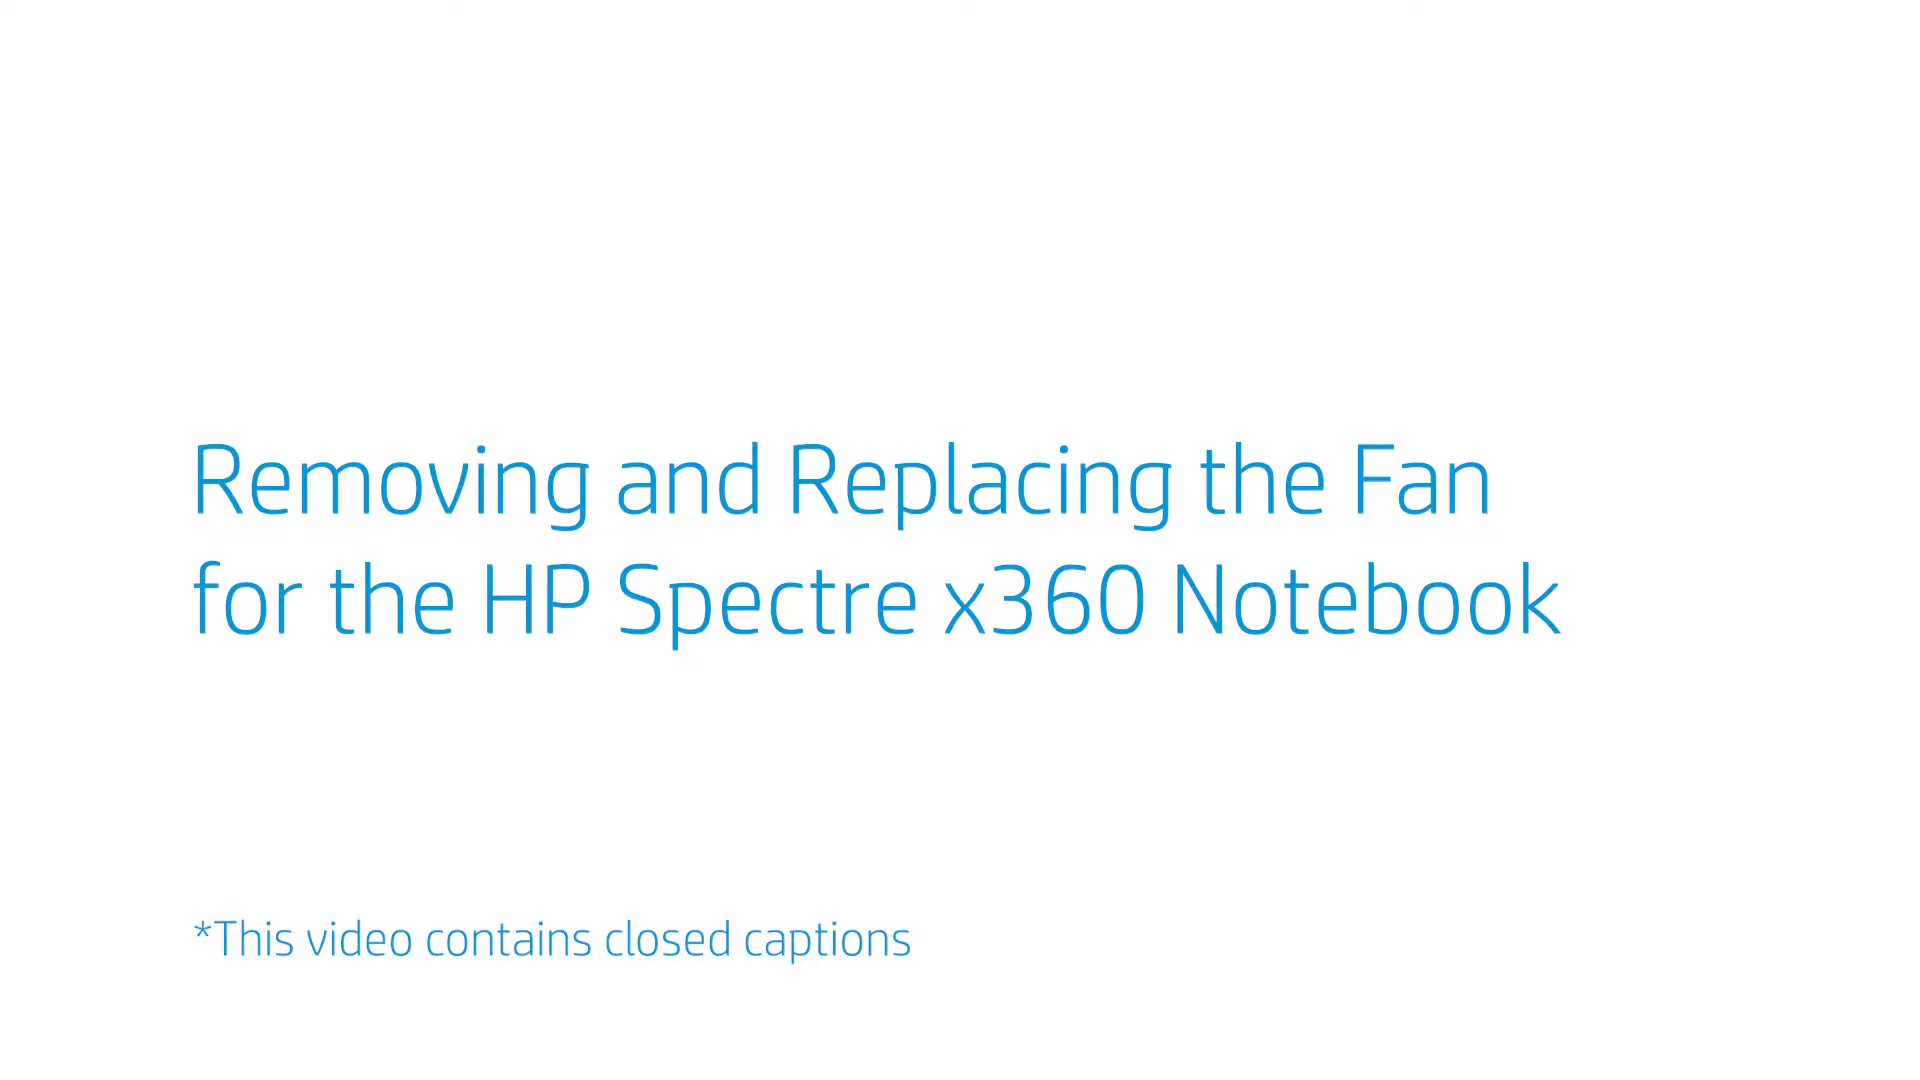 Removing and Replacing the Fan
for the HP Spectre x360 Notebook
*This video contains closed captions